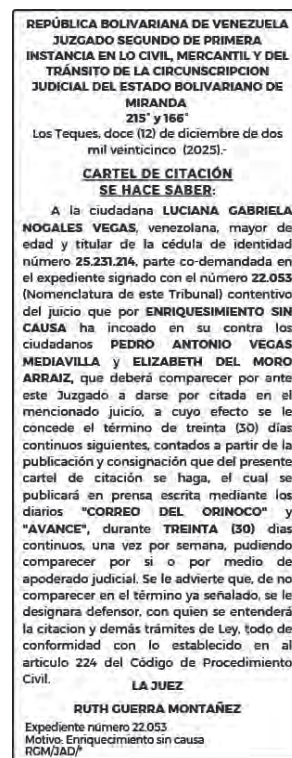 REPÚBLICA BOLIVARIANA DE VENEZUELA
JUZGADO SEGUNDO DE PRIMERA
INSTANCIA EN LO CIVIL, MERCANTIL Y DEL
TRÁNSITO DE LA CIRCUNSCRIPCION
JUDICIAL DEL ESTADO BOLIVARIANO DE
MIRANDA
215° y 166°
Los Teques, doce (12) de diciembre de dos
mil veinticinco (2025).-
CARTEL DE CITACIÓN
SE HACE SABER:
A la ciudadana LUCIANA GABRIELA
NOGALES VEGAS, venezolana, mayor de
edad y titular de la cédula de identidad
número 25.231.214, parte co-demandada en
el expediente signado con el número 22.053
(Nomenclatura de este Tribunal) contentivo
del juicio que por ENRIQUESIMIENTO SIN
CAUSA ha incoado en su contra los
ciudadanos PEDRO ANTONIO VEGAS
MEDIAVILLA y ELIZABETH DEL MORO
ARRAIZ, que deberá comparecer por ante
este Juzgado a darse por citada en el
mencionado juicio, a cuyo efecto se le
concede el término de treinta (30) días
continuos siguientes, contados a partir de la
publicación y consignación que del presente
cartel de citación se haga, el cual se
publicará en prensa escrita mediante los
diarios "CORREO DEL ORINOCO" y
"AVANCE", durante TREINTA (30) dias
continuos, una vez por semana, pudiendo
comparecer por si o por medio de
apoderado judicial. Se le advierte que, de no
comparecer en el término ya señalado, se le
designara defensor, con quien se entenderá
la citacion y demás trámites de Ley, todo de
conformidad con lo establecido en al
articulo 224 del Código de Procedimiento
Civil.
LA JUEZ
RUTH GUERRA MONTAÑEZ
Expediente número 22.053
Motivo: Enriquecimiento sin causa
RGM/JAD/*